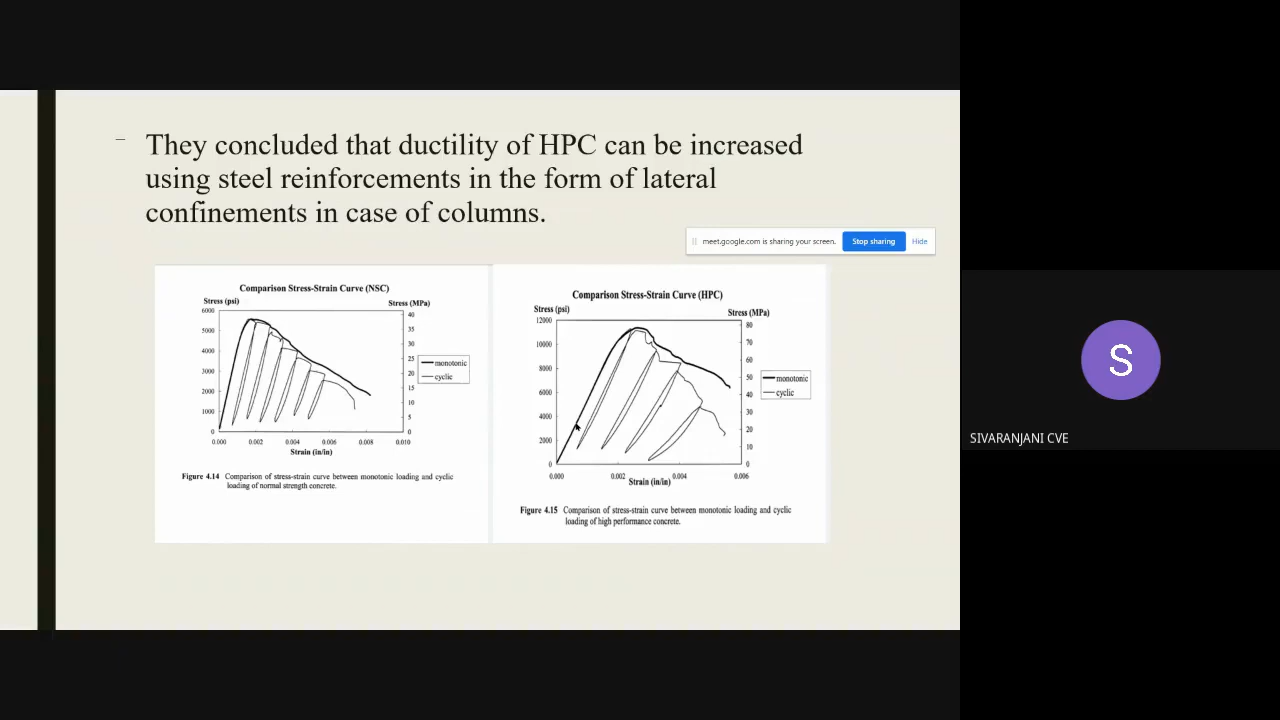 They concluded that ductility of HPC can be increased
using steel reinforcements in the form of lateral
confinements in case of columns.
meet.google.com is sharing your screen. Stop sharing Hide
Comparison Stress-Strain Curve (NSC)
Stress (psi)
Stress (MPa)
6000
5000
4000
3000
2000
1000
0
40
35
30
25
20
15
10
5
0
monotonic
cyclic
0.000 0.002 0.004 0.006 0.008 0.010
Strain (in/in)
Figure 4.14 Comparison of stress-strain curve between monotonic loading and cyclic
loading of normal strength concrete.
Comparison Stress-Strain Curve (HPC)
Stress (psi)
Stress (MPa)
12000
10000
8000
6000
4000
2000
0
80
70
60
50
40
30
20
10
0
monotonic
cyclic
0.000 0.002 0.004 0.006
Strain (in/in)
Figure 4.15 Comparison of stress-strain curve between monotonic loading and cyclic
loading of high performance concrete.
S
SIVARANJANI CVE